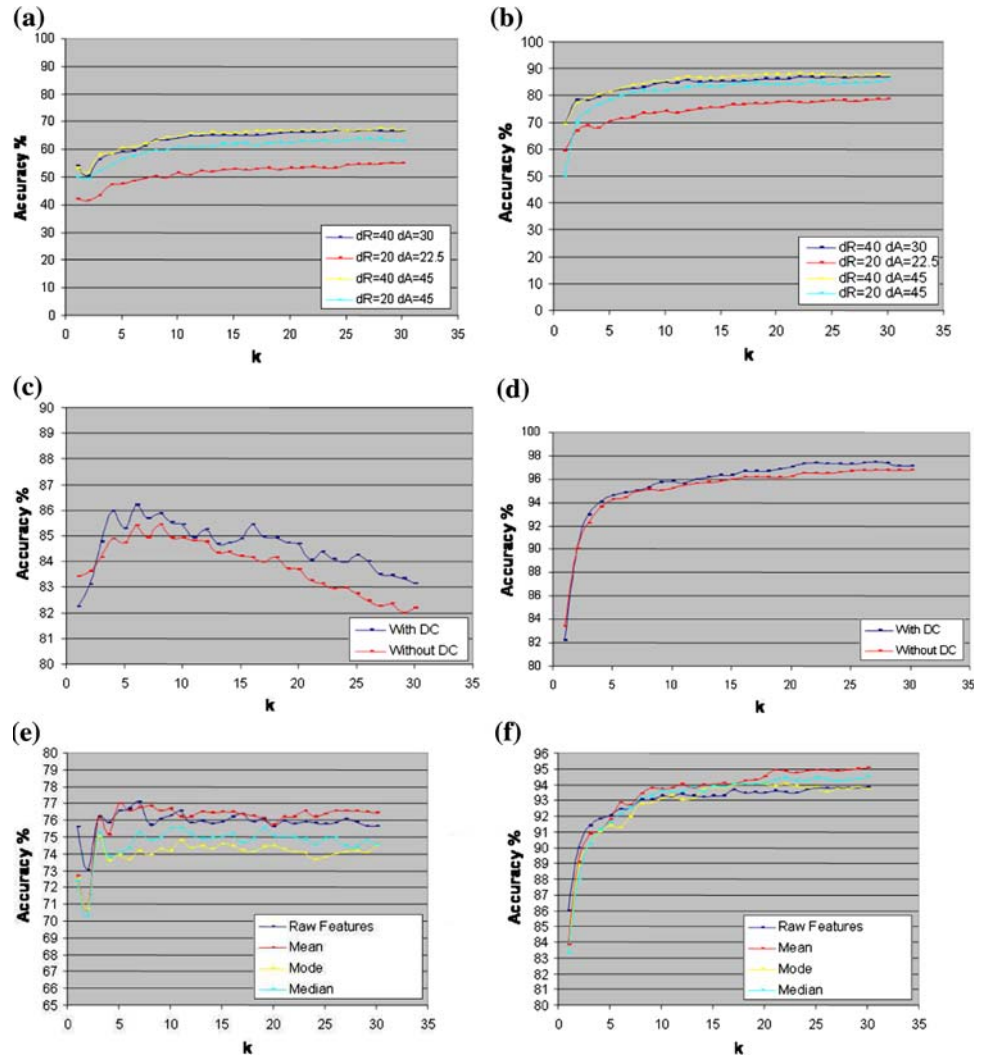 (a)
100
90
80
70
60
50
40
30
20
10
0
Accuracy %
0 5 10 15 20 25 30 35
k
dR=40 dA=30
dR=20 dA=22.5
dR=40 dA=45
dR=20 dA=45
(b)
100
90
80
70
60
50
40
30
20
10
0
Accuracy %
0 5 10 15 20 25 30 35
k
dR=40 dA=30
dR=20 dA=22.5
dR=40 dA=45
dR=20 dA=45
(c)
90
89
88
87
86
85
84
83
82
81
80
Accuracy %
0 5 10 15 20 25 30 35
k
With DC
Without DC
(d)
100
98
96
94
92
90
88
86
84
82
80
Accuracy %
0 5 10 15 20 25 30 35
k
With DC
Without DC
(e)
80
79
78
77
76
75
74
73
72
71
70
69
68
67
66
65
Accuracy %
0 5 10 15 20 25 30 35
k
Raw Features
Mean
Mode
Median
(f)
96
95
94
93
92
91
90
89
88
87
86
85
84
83
82
81
80
Accuracy %
0 5 10 15 20 25 30 35
k
Raw Features
Mean
Mode
Median